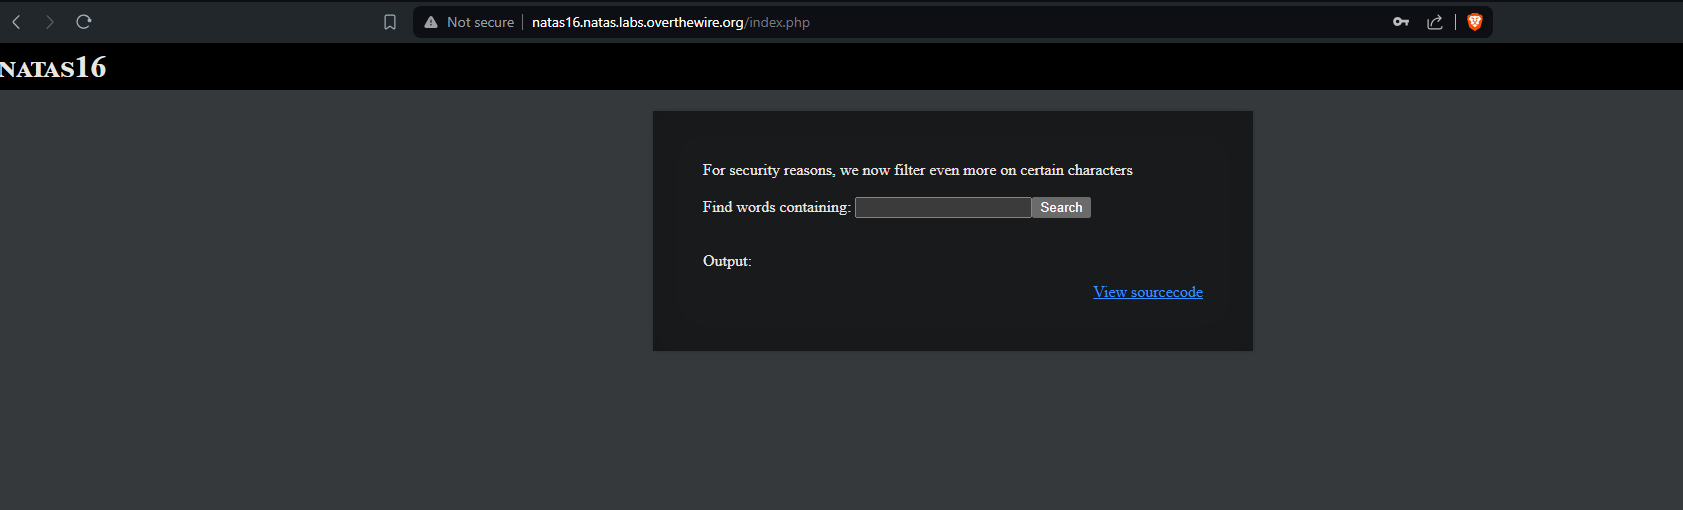 Not secure natas16.natas.labs.overthewire.org/index.php
NATAS16
For security reasons, we now filter even more on certain characters
Find words containing: Search
Output:
View sourcecode